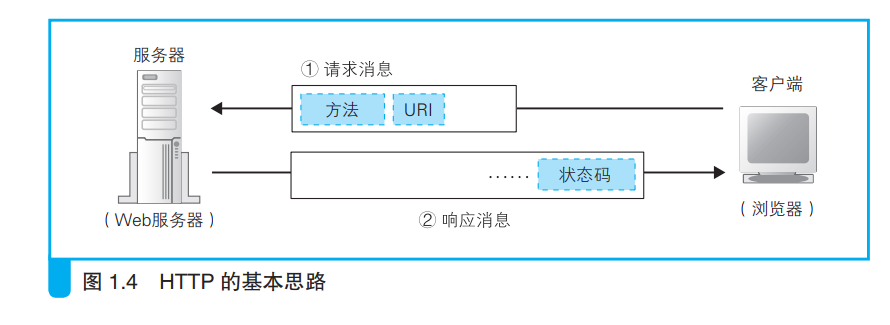 服务器
① 请求消息
客户端
方法
URI
······
状态码
（Web服务器）
（浏览器）
② 响应消息
图 1.4 HTTP 的基本思路